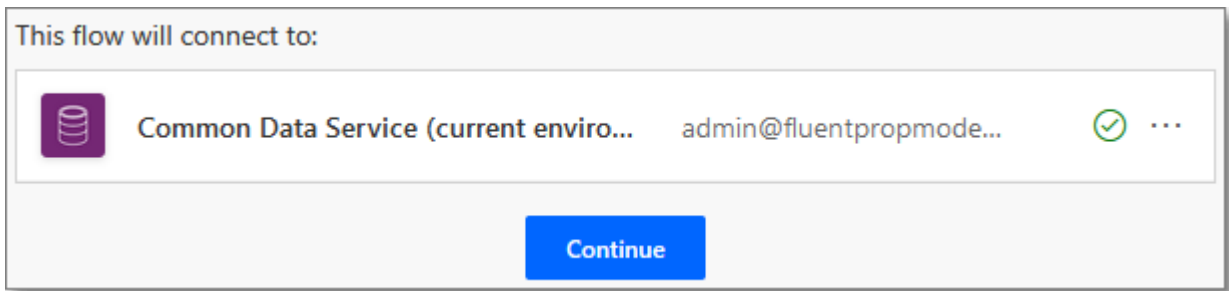 This flow will connect to:
Common Data Service (current enviro... admin@fluentpropmode... ...
Continue